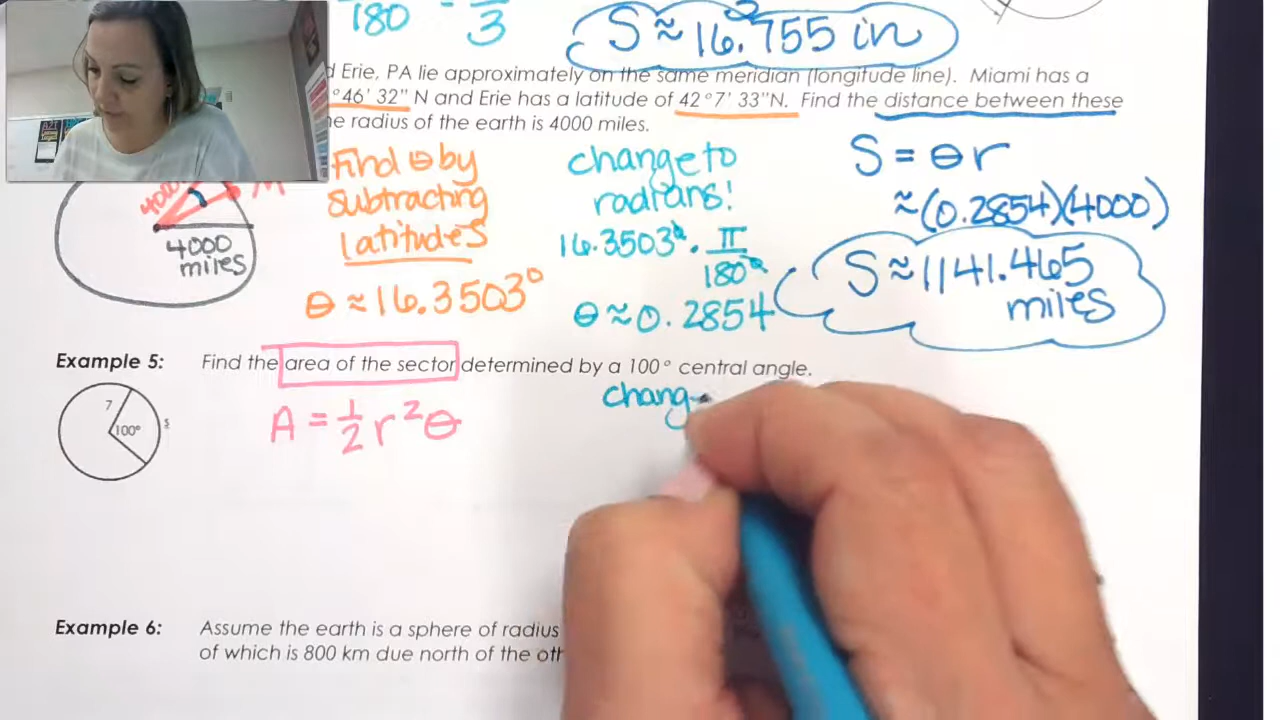 180 = 3
S ≈ 16.755 in
d Erie, PA lie approximately on the same meridian (longitude line). Miami has a
°46' 32" N and Erie has a latitude of 42°7' 33"N. Find the distance between these
e radius of the earth is 4000 miles.
4000
4000
miles
Find θ by
subtracting
latitudes
θ ≈ 16.3503°
change to
radians!
16.3503° · π
180°
θ ≈ 0.2854
S = θr
≈ (0.2854)(4000)
S ≈ 1141.465
miles
Example 5: Find the area of the sector determined by a 100° central angle.
7
100°
s
A = 1/2 r²θ
chang
Example 6: Assume the earth is a sphere of radius
of which is 800 km due north of the oth